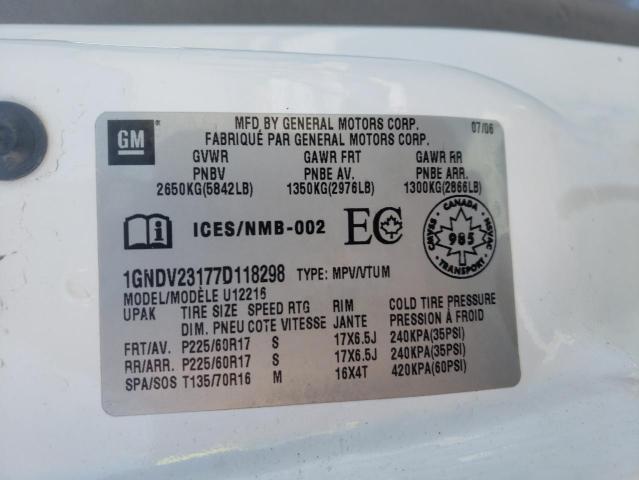 GM ®
MFD BY GENERAL MOTORS CORP. 07/06
FABRIQUÉ PAR GENERAL MOTORS CORP.
GVWR GAWR FRT GAWR RR
PNBV PNBE AV. PNBE ARR.
2650KG(5842LB) 1350KG(2976LB) 1300KG(2866LB)
ICES/NMB-002 EC CANADA CMVSS 985 NSVAC TRANSPORT
1GNDV23177D118298 TYPE: MPV/VTUM
MODEL/MODÈLE U12216
UPAK TIRE SIZE SPEED RTG RIM COLD TIRE PRESSURE
DIM. PNEU COTE VITESSE JANTE PRESSION À FROID
FRT/AV. P225/60R17 S 17X6.5J 240KPA(35PSI)
RR/ARR. P225/60R17 S 17X6.5J 240KPA(35PSI)
SPA/SOS T135/70R16 M 16X4T 420KPA(60PSI)